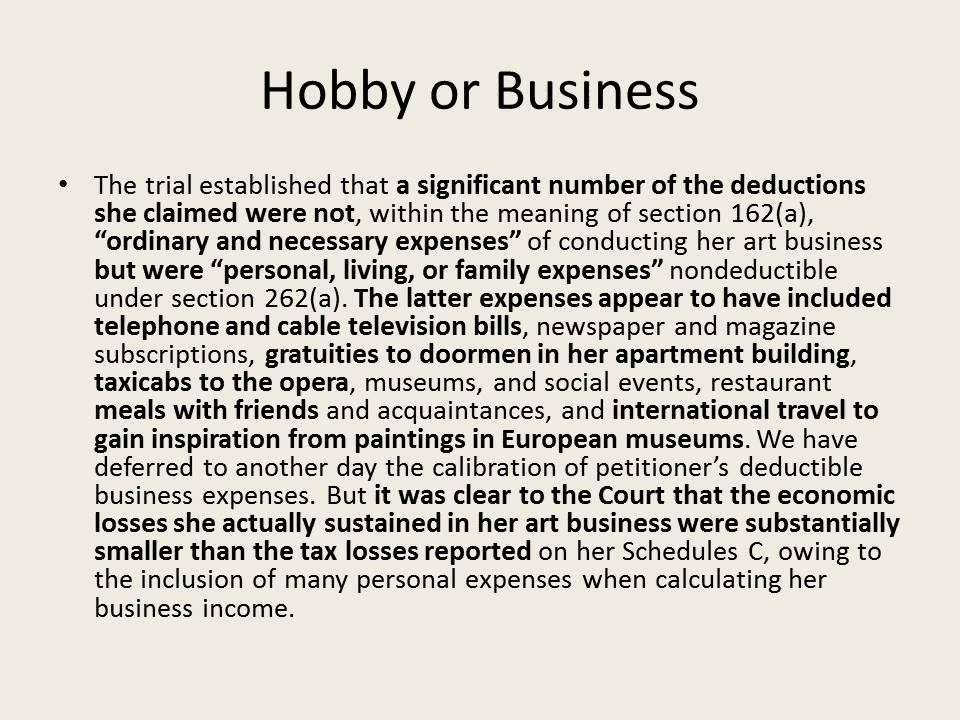 Hobby or Business
• The trial established that a significant number of the deductions
she claimed were not, within the meaning of section 162(a),
“ordinary and necessary expenses” of conducting her art business
but were “personal, living, or family expenses” nondeductible
under section 262(a). The latter expenses appear to have included
telephone and cable television bills, newspaper and magazine
subscriptions, gratuities to doormen in her apartment building,
taxicabs to the opera, museums, and social events, restaurant
meals with friends and acquaintances, and international travel to
gain inspiration from paintings in European museums. We have
deferred to another day the calibration of petitioner’s deductible
business expenses. But it was clear to the Court that the economic
losses she actually sustained in her art business were substantially
smaller than the tax losses reported on her Schedules C, owing to
the inclusion of many personal expenses when calculating her
business income.